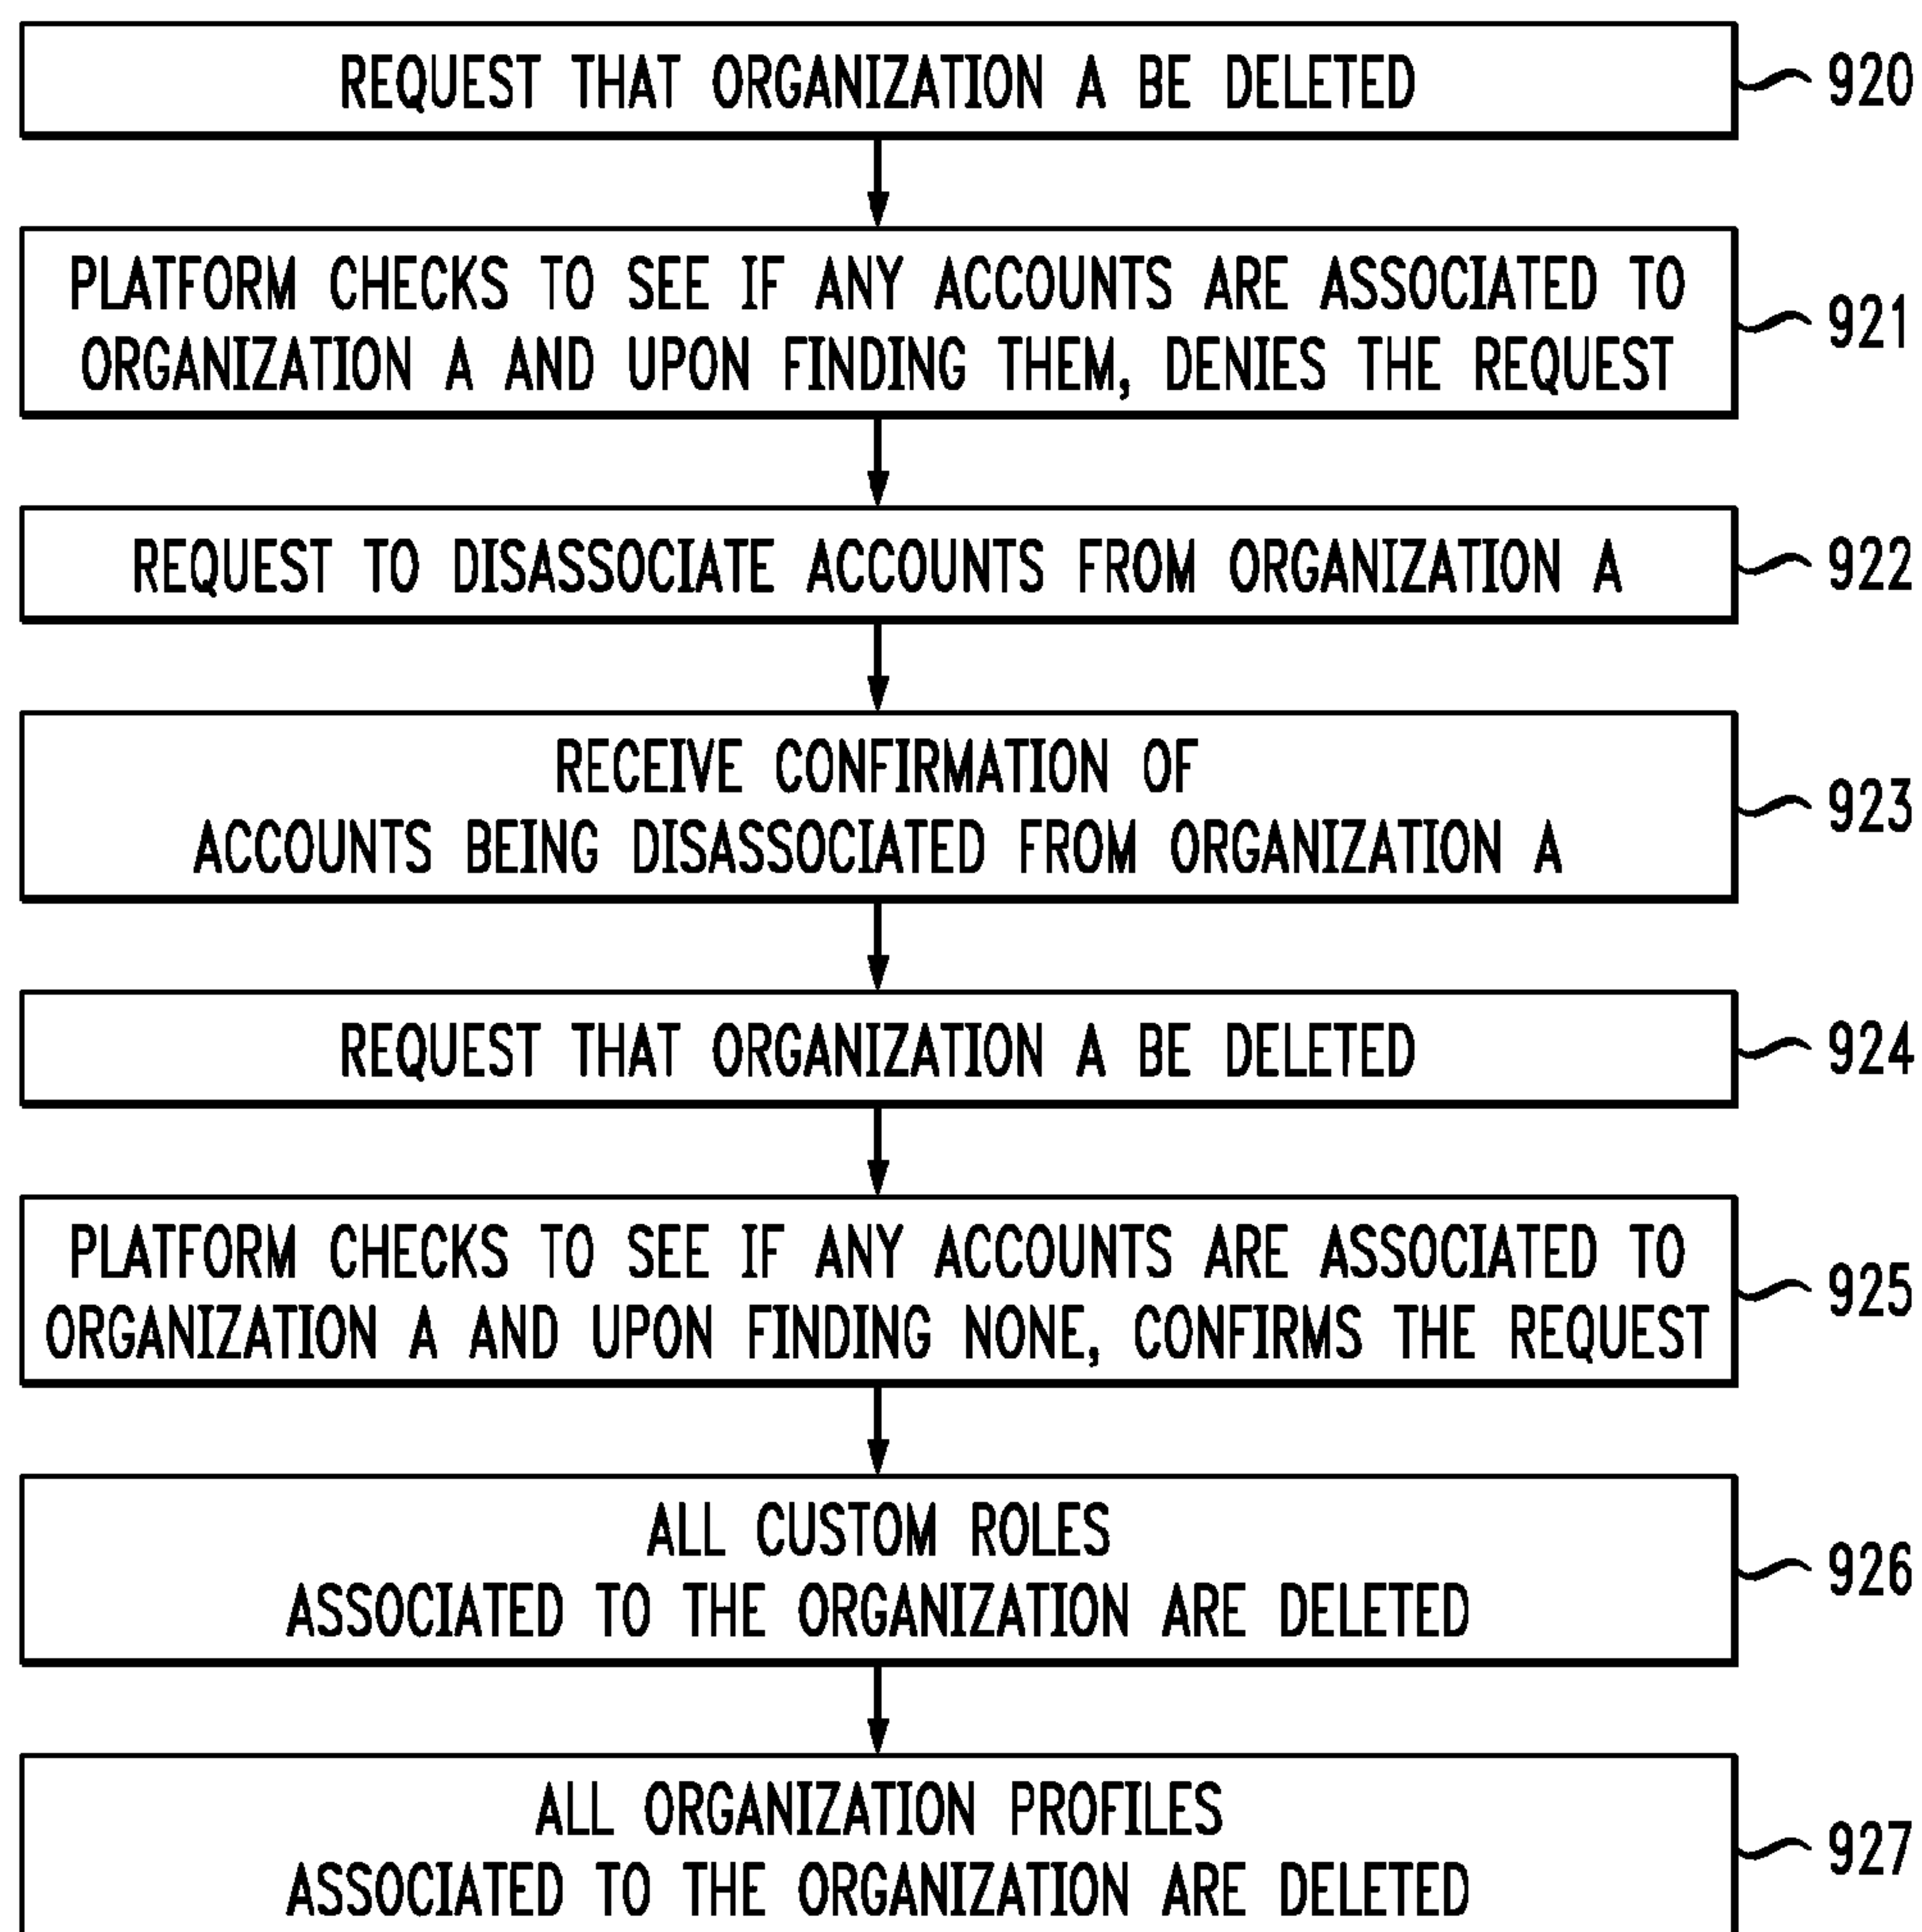 REQUEST THAT ORGANIZATION A BE DELETED
920
PLATFORM CHECKS TO SEE IF ANY ACCOUNTS ARE ASSOCIATED TO
ORGANIZATION A AND UPON FINDING THEM, DENIES THE REQUEST
921
REQUEST TO DISASSOCIATE ACCOUNTS FROM ORGANIZATION A
922
RECEIVE CONFIRMATION OF
ACCOUNTS BEING DISASSOCIATED FROM ORGANIZATION A
923
REQUEST THAT ORGANIZATION A BE DELETED
924
PLATFORM CHECKS TO SEE IF ANY ACCOUNTS ARE ASSOCIATED TO
ORGANIZATION A AND UPON FINDING NONE, CONFIRMS THE REQUEST
925
ALL CUSTOM ROLES
ASSOCIATED TO THE ORGANIZATION ARE DELETED
926
ALL ORGANIZATION PROFILES
ASSOCIATED TO THE ORGANIZATION ARE DELETED
927